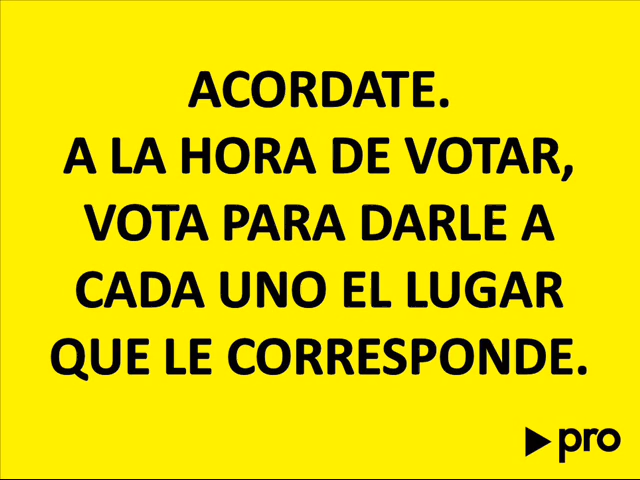 ACORDATE.
A LA HORA DE VOTAR,
VOTA PARA DARLE A
CADA UNO EL LUGAR
QUE LE CORRESPONDE.
pro